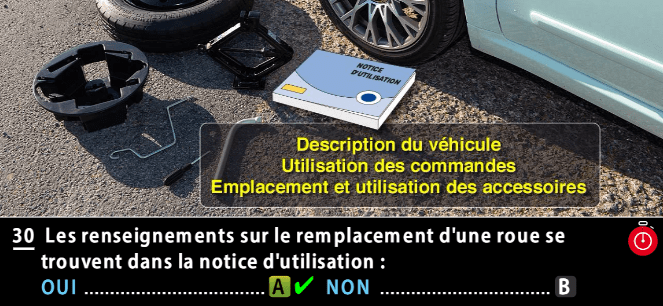 NOTICE
D'UTILISATION
Description du véhicule
Utilisation des commandes
Emplacement et utilisation des accessoires
30 Les renseignements sur le remplacement d'une roue se
trouvent dans la notice d'utilisation :
OUI .................................. A ✔ NON ................................ B